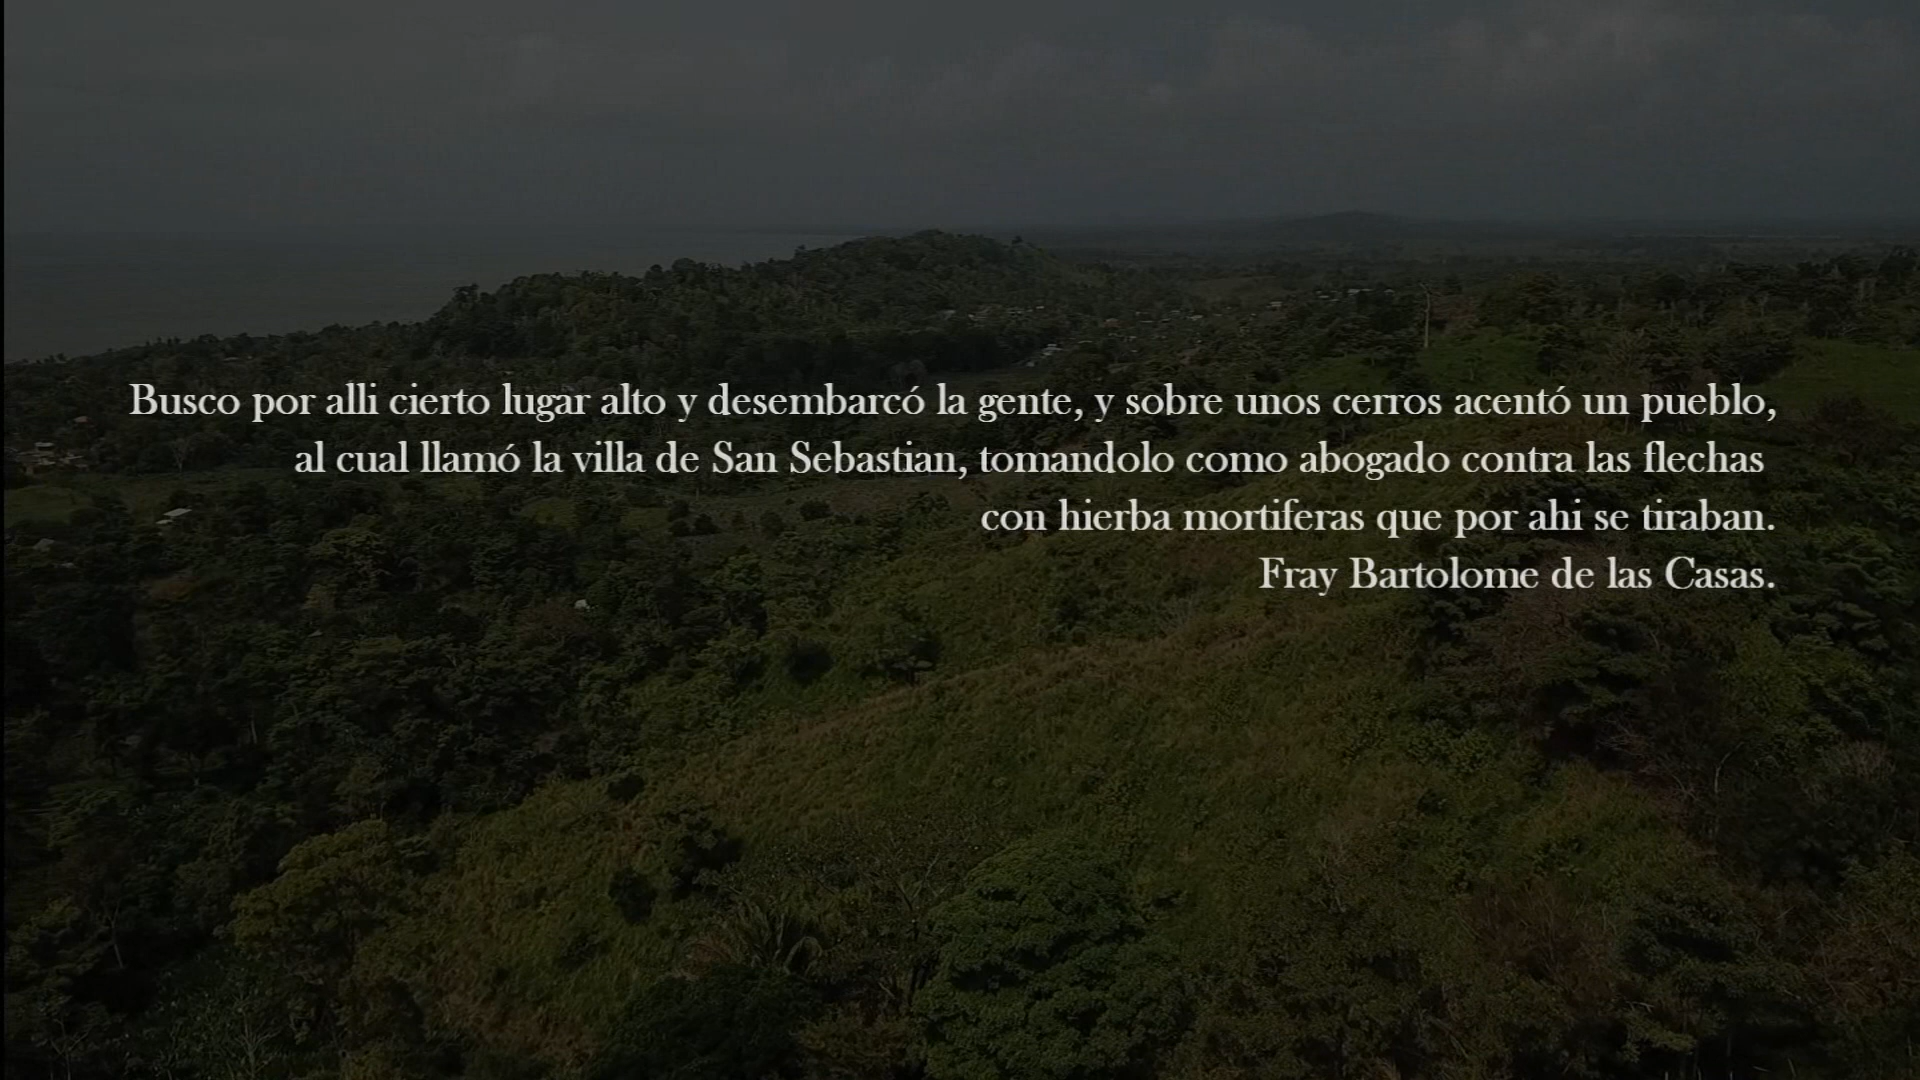 Busco por alli cierto lugar alto y desembarcó la gente, y sobre unos cerros acentó un pueblo,
al cual llamó la villa de San Sebastian, tomandolo como abogado contra las flechas
con hierba mortiferas que por ahi se tiraban.
Fray Bartolome de las Casas.